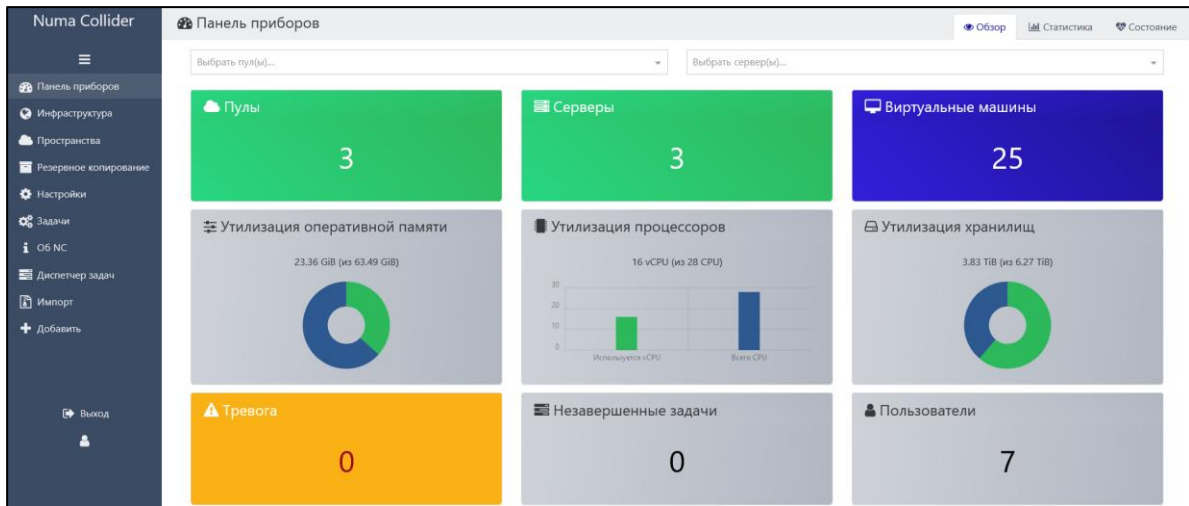 Numa Collider
Панель приборов
Обзор
Статистика
Состояние
Выбрать пул(ы)...
Выбрать сервер(ы)...
Панель приборов
Инфраструктура
Пространства
Резервное копирование
Настройки
Задачи
Об NC
Диспетчер задач
Импорт
Добавить
Выход
Пулы
3
Серверы
3
Виртуальные машины
25
Утилизация оперативной памяти
23.36 GiB (из 63.49 GiB)
Утилизация процессоров
16 vCPU (из 28 CPU)
30
20
10
0
Используется vCPU
Всего CPU
Утилизация хранилищ
3.83 TiB (из 6.27 TiB)
Тревога
0
Незавершенные задачи
0
Пользователи
7